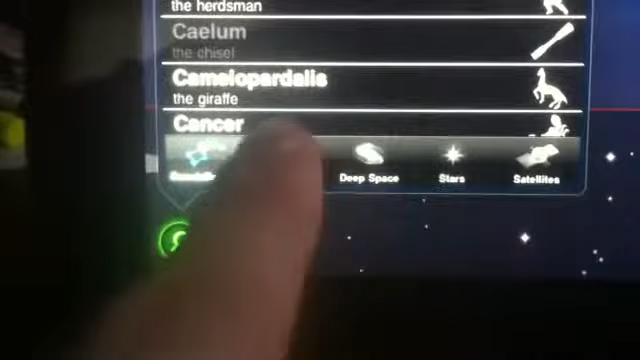 the herdsman
Caelum
the chisel
Camelopardalis
the giraffe
Cancer
Deep Space
Stars
Satellites